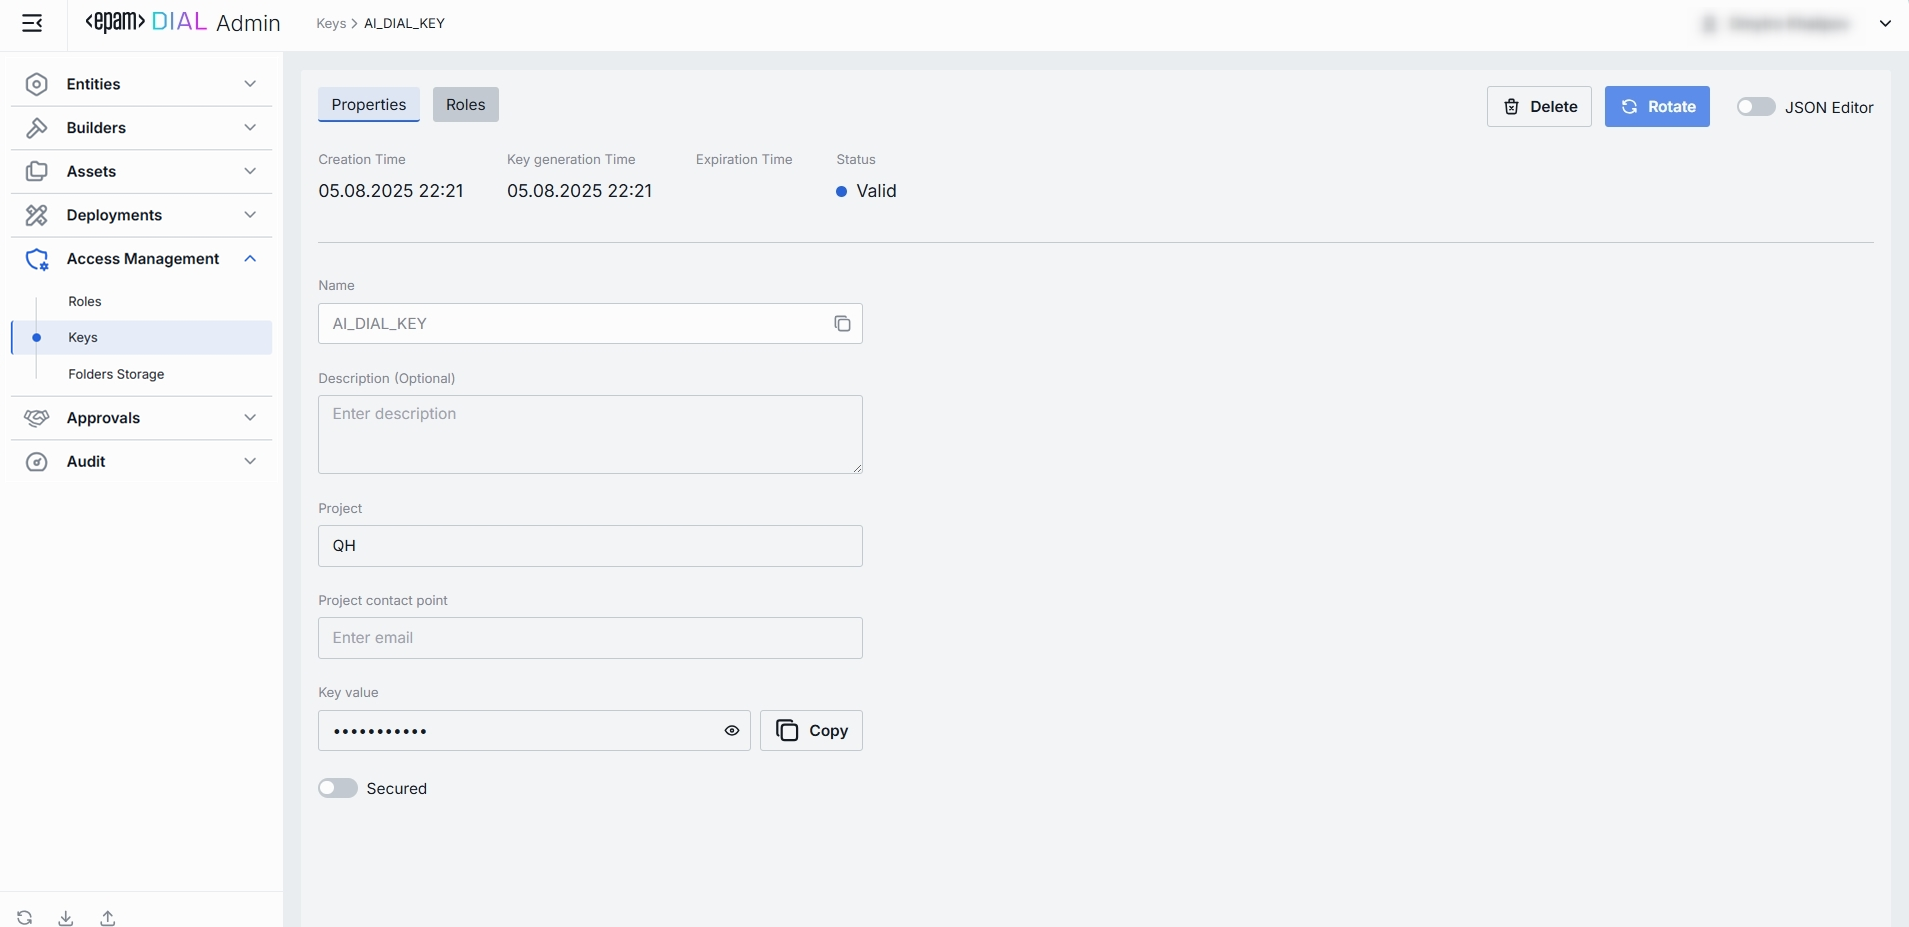 <epam> DIAL Admin
Keys > AI_DIAL_KEY
Entities
Builders
Assets
Deployments
Access Management
Roles
Keys
Folders Storage
Approvals
Audit
Properties
Roles
Delete
Rotate
JSON Editor
Creation Time
Key generation Time
Expiration Time
Status
05.08.2025 22:21
05.08.2025 22:21
Valid
Name
AI_DIAL_KEY
Description (Optional)
Enter description
Project
QH
Project contact point
Enter email
Key value
•••••••••••
Copy
Secured